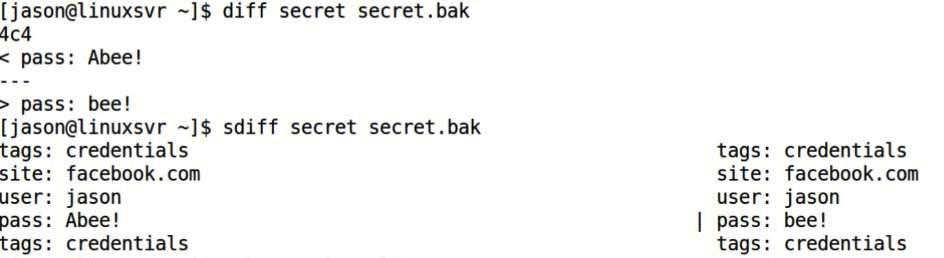 [jason@linuxsvr ~]$ diff secret secret.bak
4c4
< pass: Abee!
---
> pass: bee!
[jason@linuxsvr ~]$ sdiff secret secret.bak
tags: credentials tags: credentials
site: facebook.com site: facebook.com
user: jason user: jason
pass: Abee! | pass: bee!
tags: credentials tags: credentials